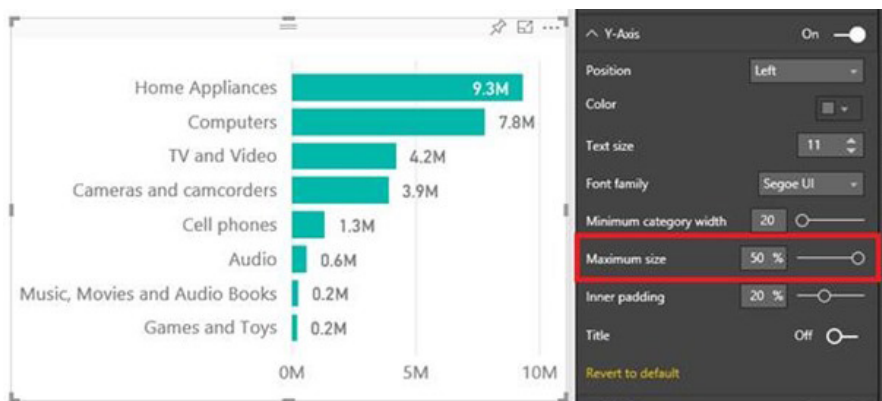 Home Appliances 9.3M
Computers 7.8M
TV and Video 4.2M
Cameras and camcorders 3.9M
Cell phones 1.3M
Audio 0.6M
Music, Movies and Audio Books 0.2M
Games and Toys 0.2M
0M 5M 10M
Y-Axis On
Position Left
Color
Text size 11
Font family Segoe UI
Minimum category width 20
Maximum size 50 %
Inner padding 20 %
Title Off
Revert to default